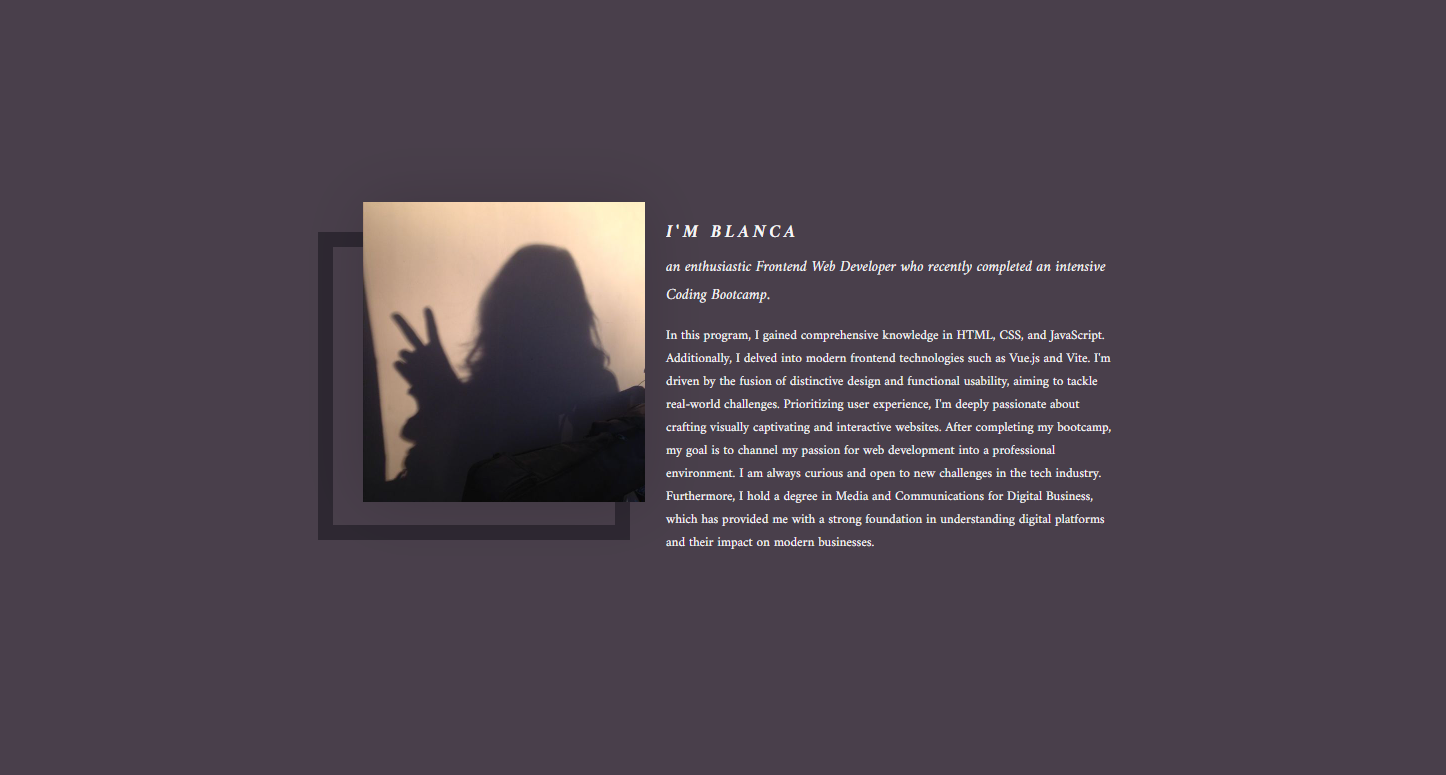 I'M BLANCA
an enthusiastic Frontend Web Developer who recently completed an intensive
Coding Bootcamp.
In this program, I gained comprehensive knowledge in HTML, CSS, and JavaScript.
Additionally, I delved into modern frontend technologies such as Vue.js and Vite. I'm
driven by the fusion of distinctive design and functional usability, aiming to tackle
real-world challenges. Prioritizing user experience, I'm deeply passionate about
crafting visually captivating and interactive websites. After completing my bootcamp,
my goal is to channel my passion for web development into a professional
environment. I am always curious and open to new challenges in the tech industry.
Furthermore, I hold a degree in Media and Communications for Digital Business,
which has provided me with a strong foundation in understanding digital platforms
and their impact on modern businesses.